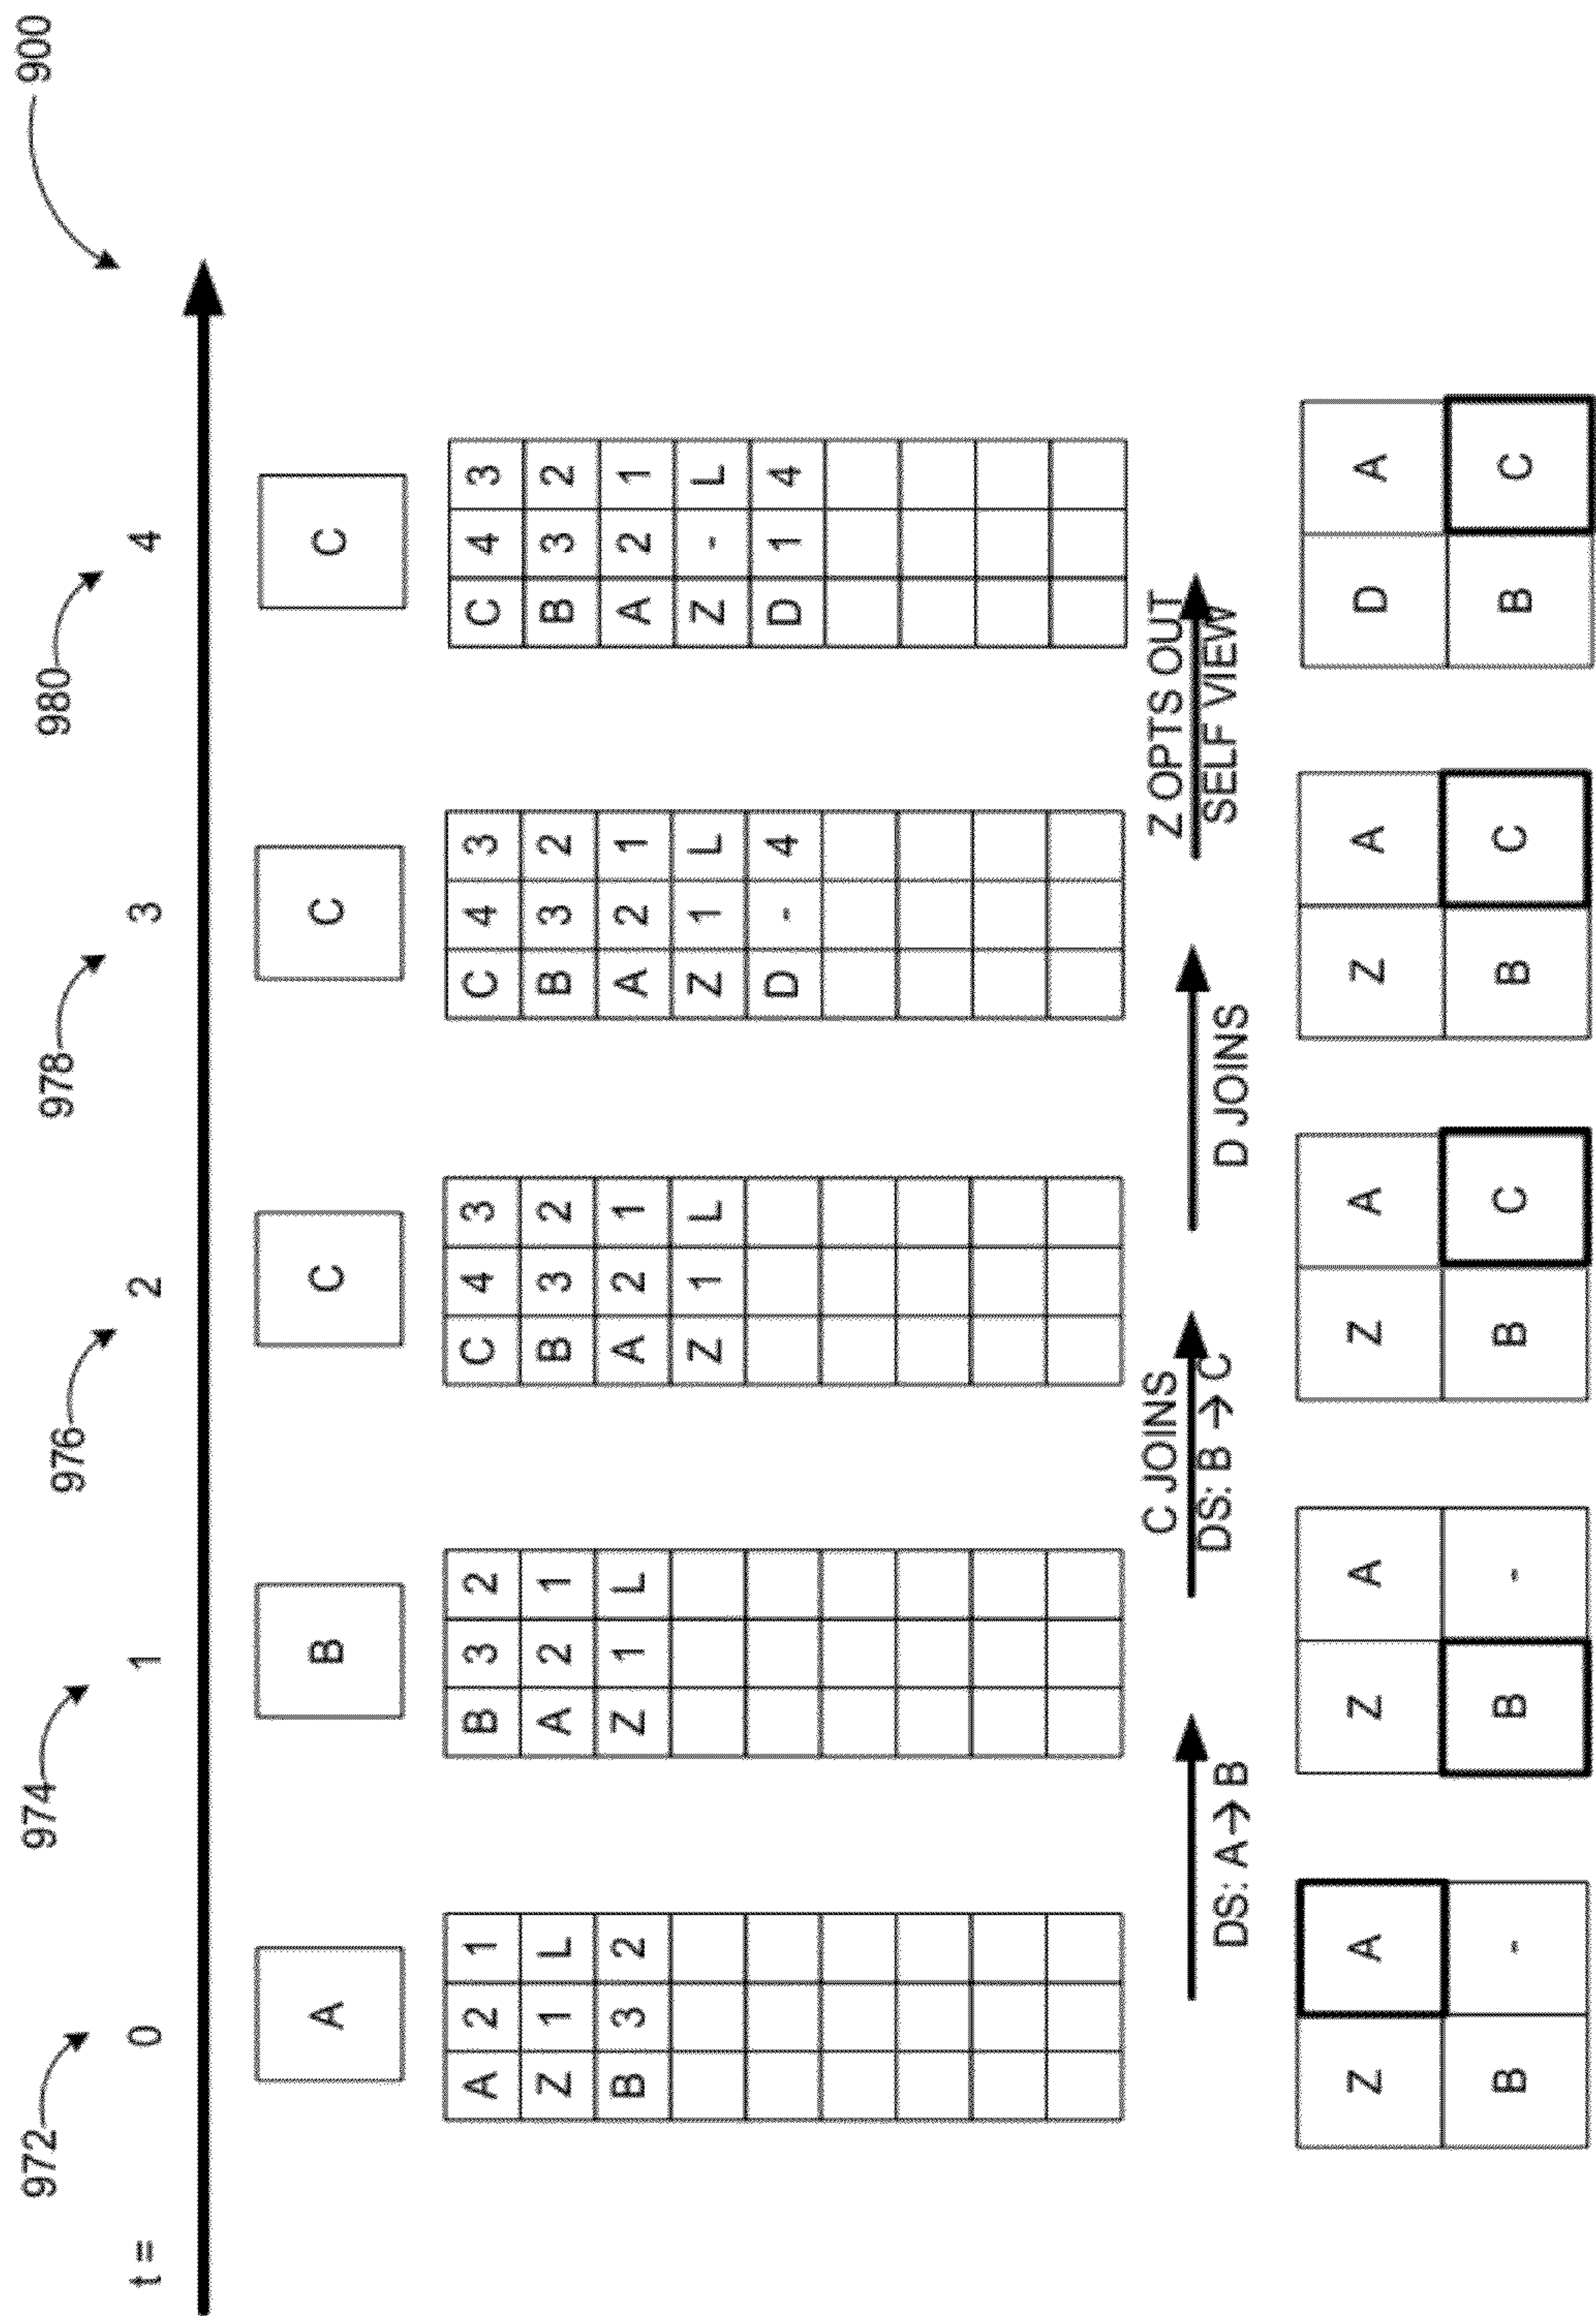 900
972 974 976 978 980
t = 0 1 2 3 4
A B C C C
A 2 1 B 3 2 C 4 3 C 4 3 C 4 3
Z 1 L A 2 1 B 3 2 B 3 2 B 3 2
B 3 2 Z 1 L A 2 1 A 2 1 A 2 1
Z 1 L Z 1 L Z - L
D - 4 D 1 4
C JOINS Z OPTS OUT
DS: A → B DS: B → C D JOINS SELF VIEW
Z A Z A Z A Z A D A
B - B - B C B C B C